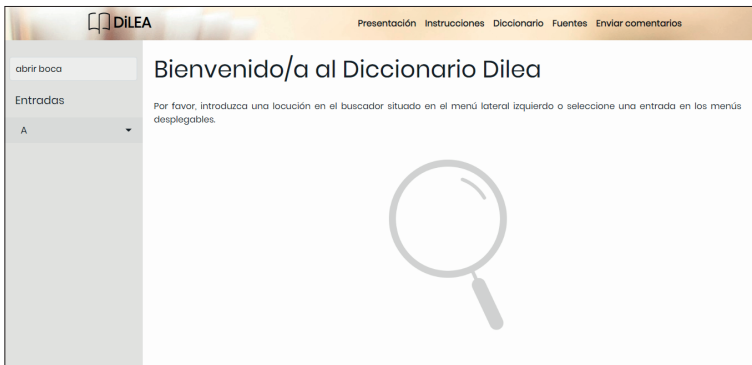 DiLEA
Presentación Instrucciones Diccionario Fuentes Enviar comentarios
abrir boca
Entradas
A
Bienvenido/a al Diccionario Dilea
Por favor, introduzca una locución en el buscador situado en el menú lateral izquierdo o seleccione una entrada en los menús
desplegables.